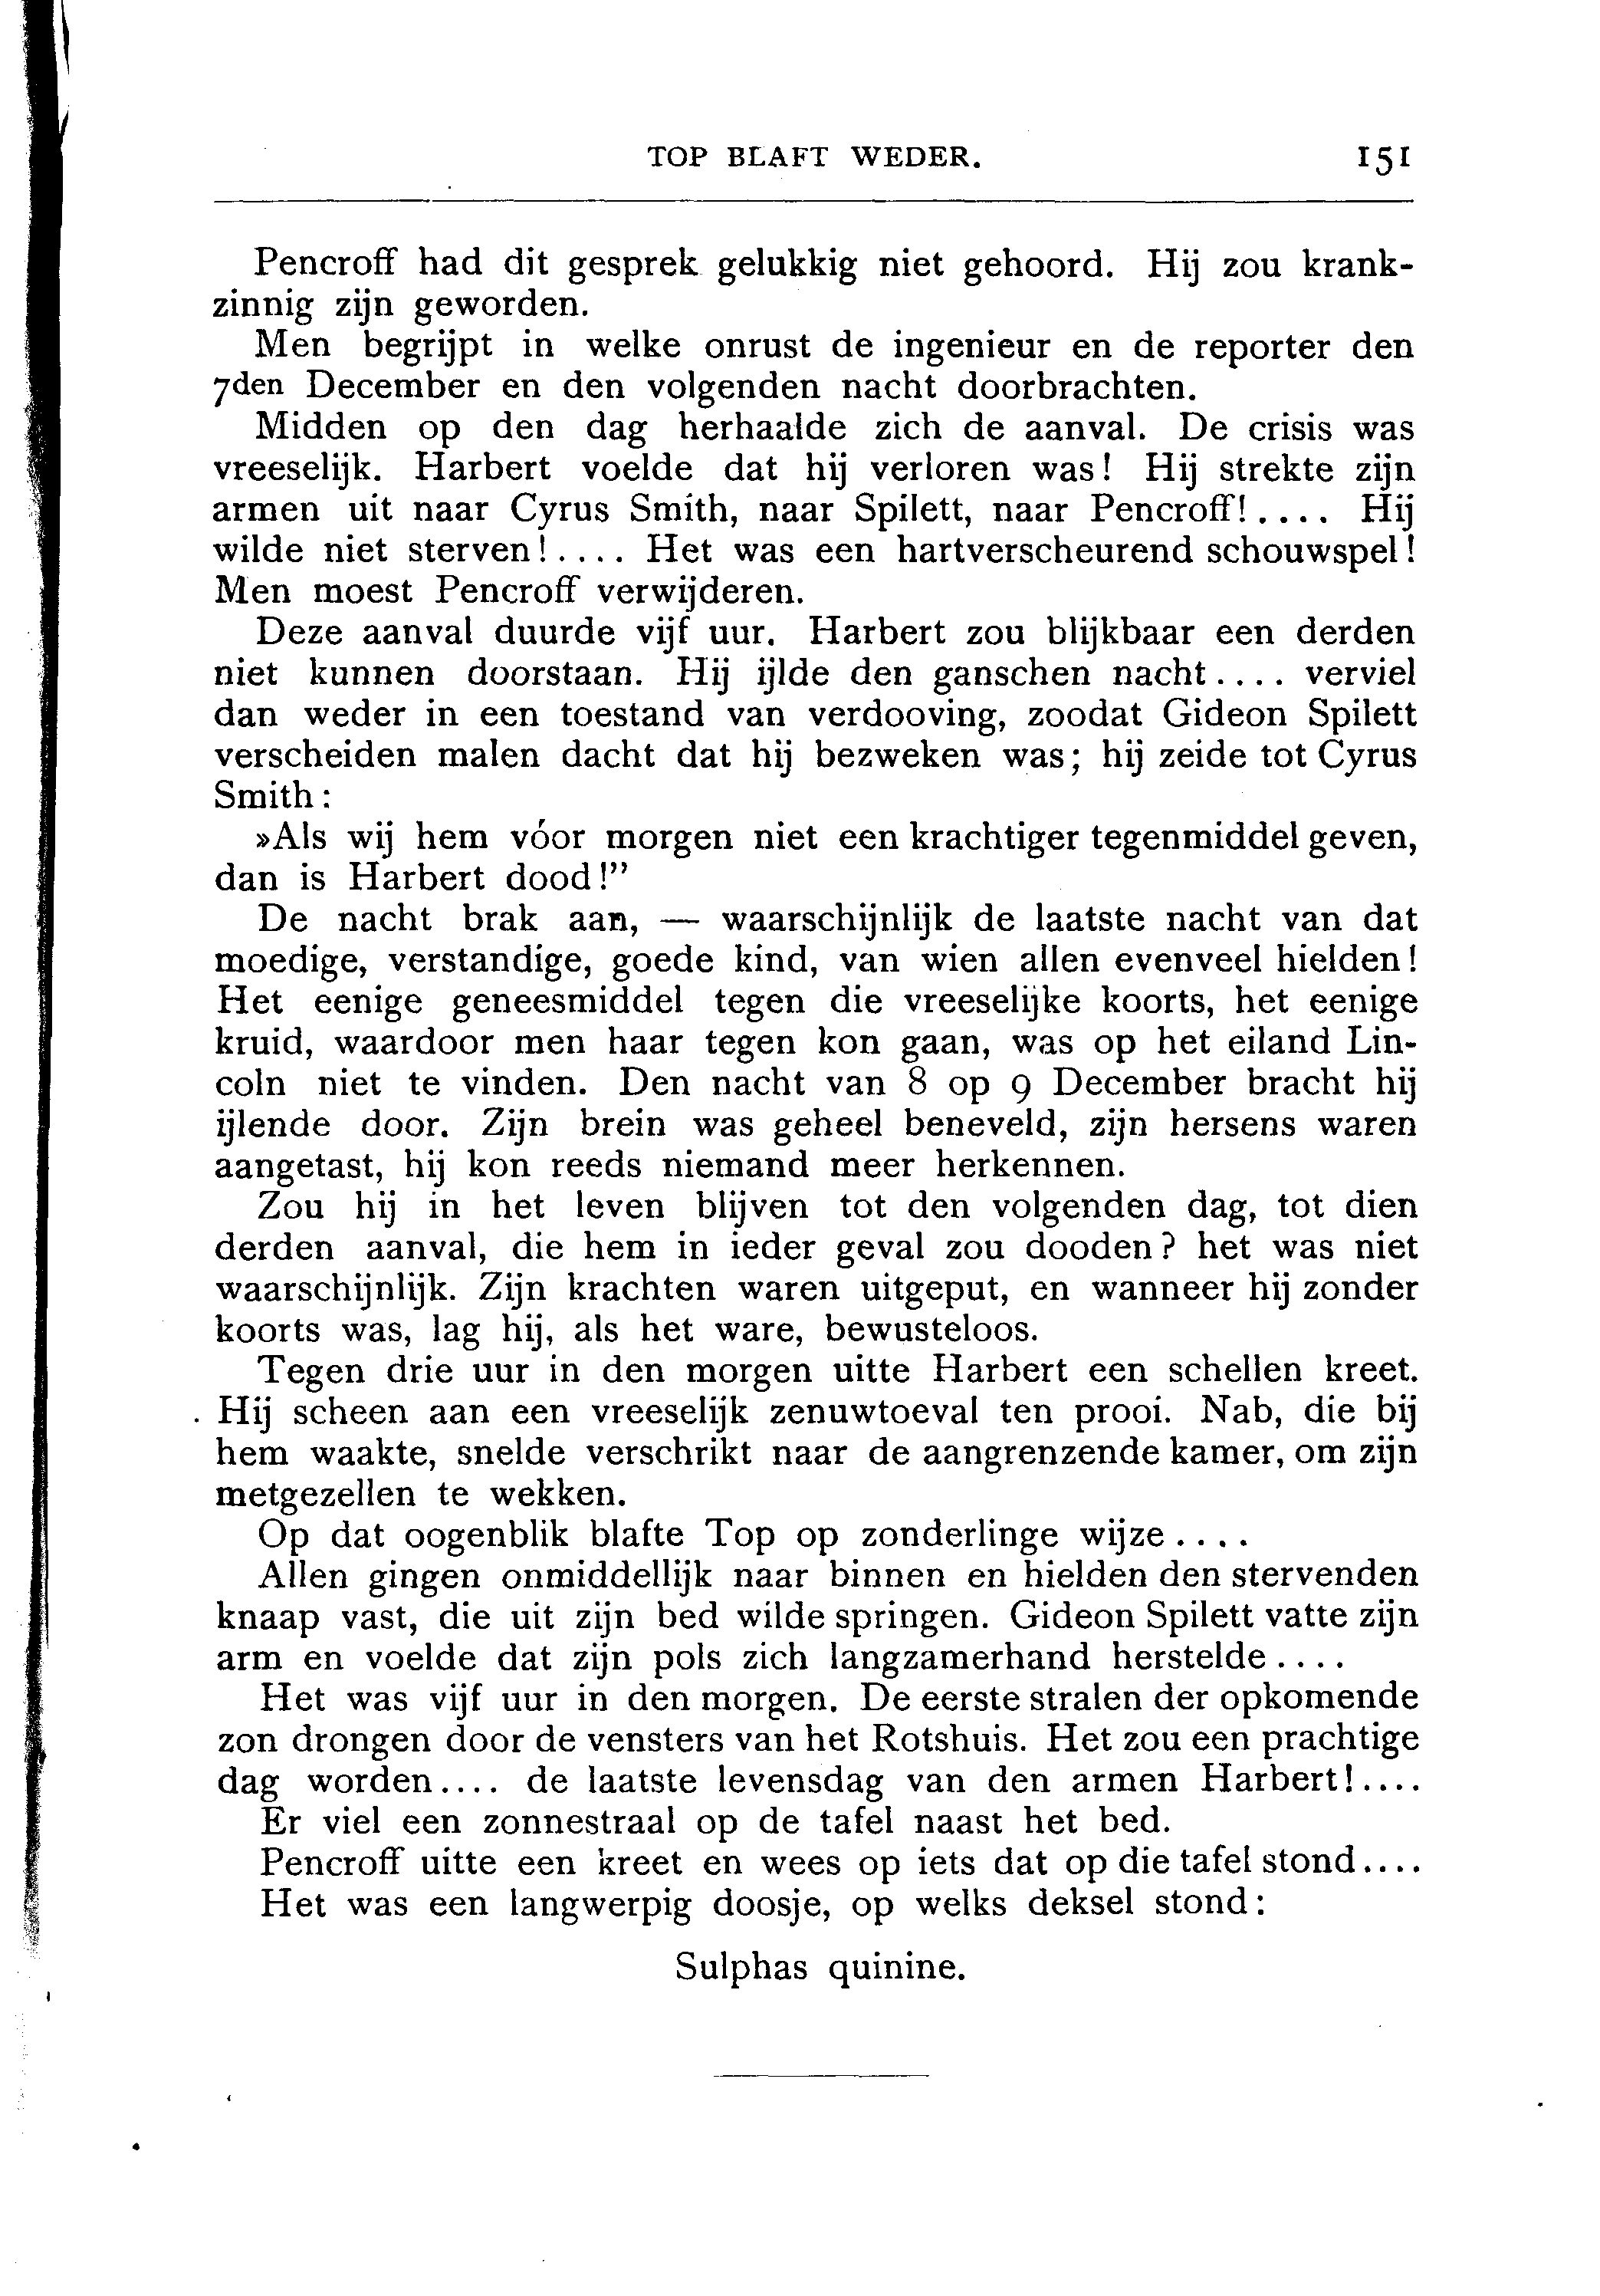 TOP BLAFT WEDER. 151
Pencroff had dit gesprek gelukkig niet gehoord. Hij zou krank-
zinnig zijn geworden.
Men begrijpt in welke onrust de ingenieur en de reporter den
7den December en den volgenden nacht doorbrachten.
Midden op den dag herhaalde zich de aanval. De crisis was
vreeselijk. Harbert voelde dat hij verloren was! Hij strekte zijn
armen uit naar Cyrus Smith, naar Spilett, naar Pencroff!.... Hij
wilde niet sterven!.... Het was een hartverscheurend schouwspel!
Men moest Pencroff verwijderen.
Deze aanval duurde vijf uur. Harbert zou blijkbaar een derden
niet kunnen doorstaan. Hij ijlde den ganschen nacht.... verviel
dan weder in een toestand van verdooving, zoodat Gideon Spilett
verscheiden malen dacht dat hij bezweken was; hij zeide tot Cyrus
Smith:
»Als wij hem vóor morgen niet een krachtiger tegenmiddel geven,
dan is Harbert dood!”
De nacht brak aan, — waarschijnlijk de laatste nacht van dat
moedige, verstandige, goede kind, van wien allen evenveel hielden!
Het eenige geneesmiddel tegen die vreeselijke koorts, het eenige
kruid, waardoor men haar tegen kon gaan, was op het eiland Lin-
coln niet te vinden. Den nacht van 8 op 9 December bracht hij
ijlende door. Zijn brein was geheel beneveld, zijn hersens waren
aangetast, hij kon reeds niemand meer herkennen.
Zou hij in het leven blijven tot den volgenden dag, tot dien
derden aanval, die hem in ieder geval zou dooden? het was niet
waarschijnlijk. Zijn krachten waren uitgeput, en wanneer hij zonder
koorts was, lag hij, als het ware, bewusteloos.
Tegen drie uur in den morgen uitte Harbert een schellen kreet.
Hij scheen aan een vreeselijk zenuwtoeval ten prooi. Nab, die bij
hem waakte, snelde verschrikt naar de aangrenzende kamer, om zijn
metgezellen te wekken.
Op dat oogenblik blafte Top op zonderlinge wijze....
Allen gingen onmiddellijk naar binnen en hielden den stervenden
knaap vast, die uit zijn bed wilde springen. Gideon Spilett vatte zijn
arm en voelde dat zijn pols zich langzamerhand herstelde....
Het was vijf uur in den morgen. De eerste stralen der opkomende
zon drongen door de vensters van het Rotshuis. Het zou een prachtige
dag worden.... de laatste levensdag van den armen Harbert!....
Er viel een zonnestraal op de tafel naast het bed.
Pencroff uitte een kreet en wees op iets dat op die tafel stond....
Het was een langwerpig doosje, op welks deksel stond:
Sulphas quinine.